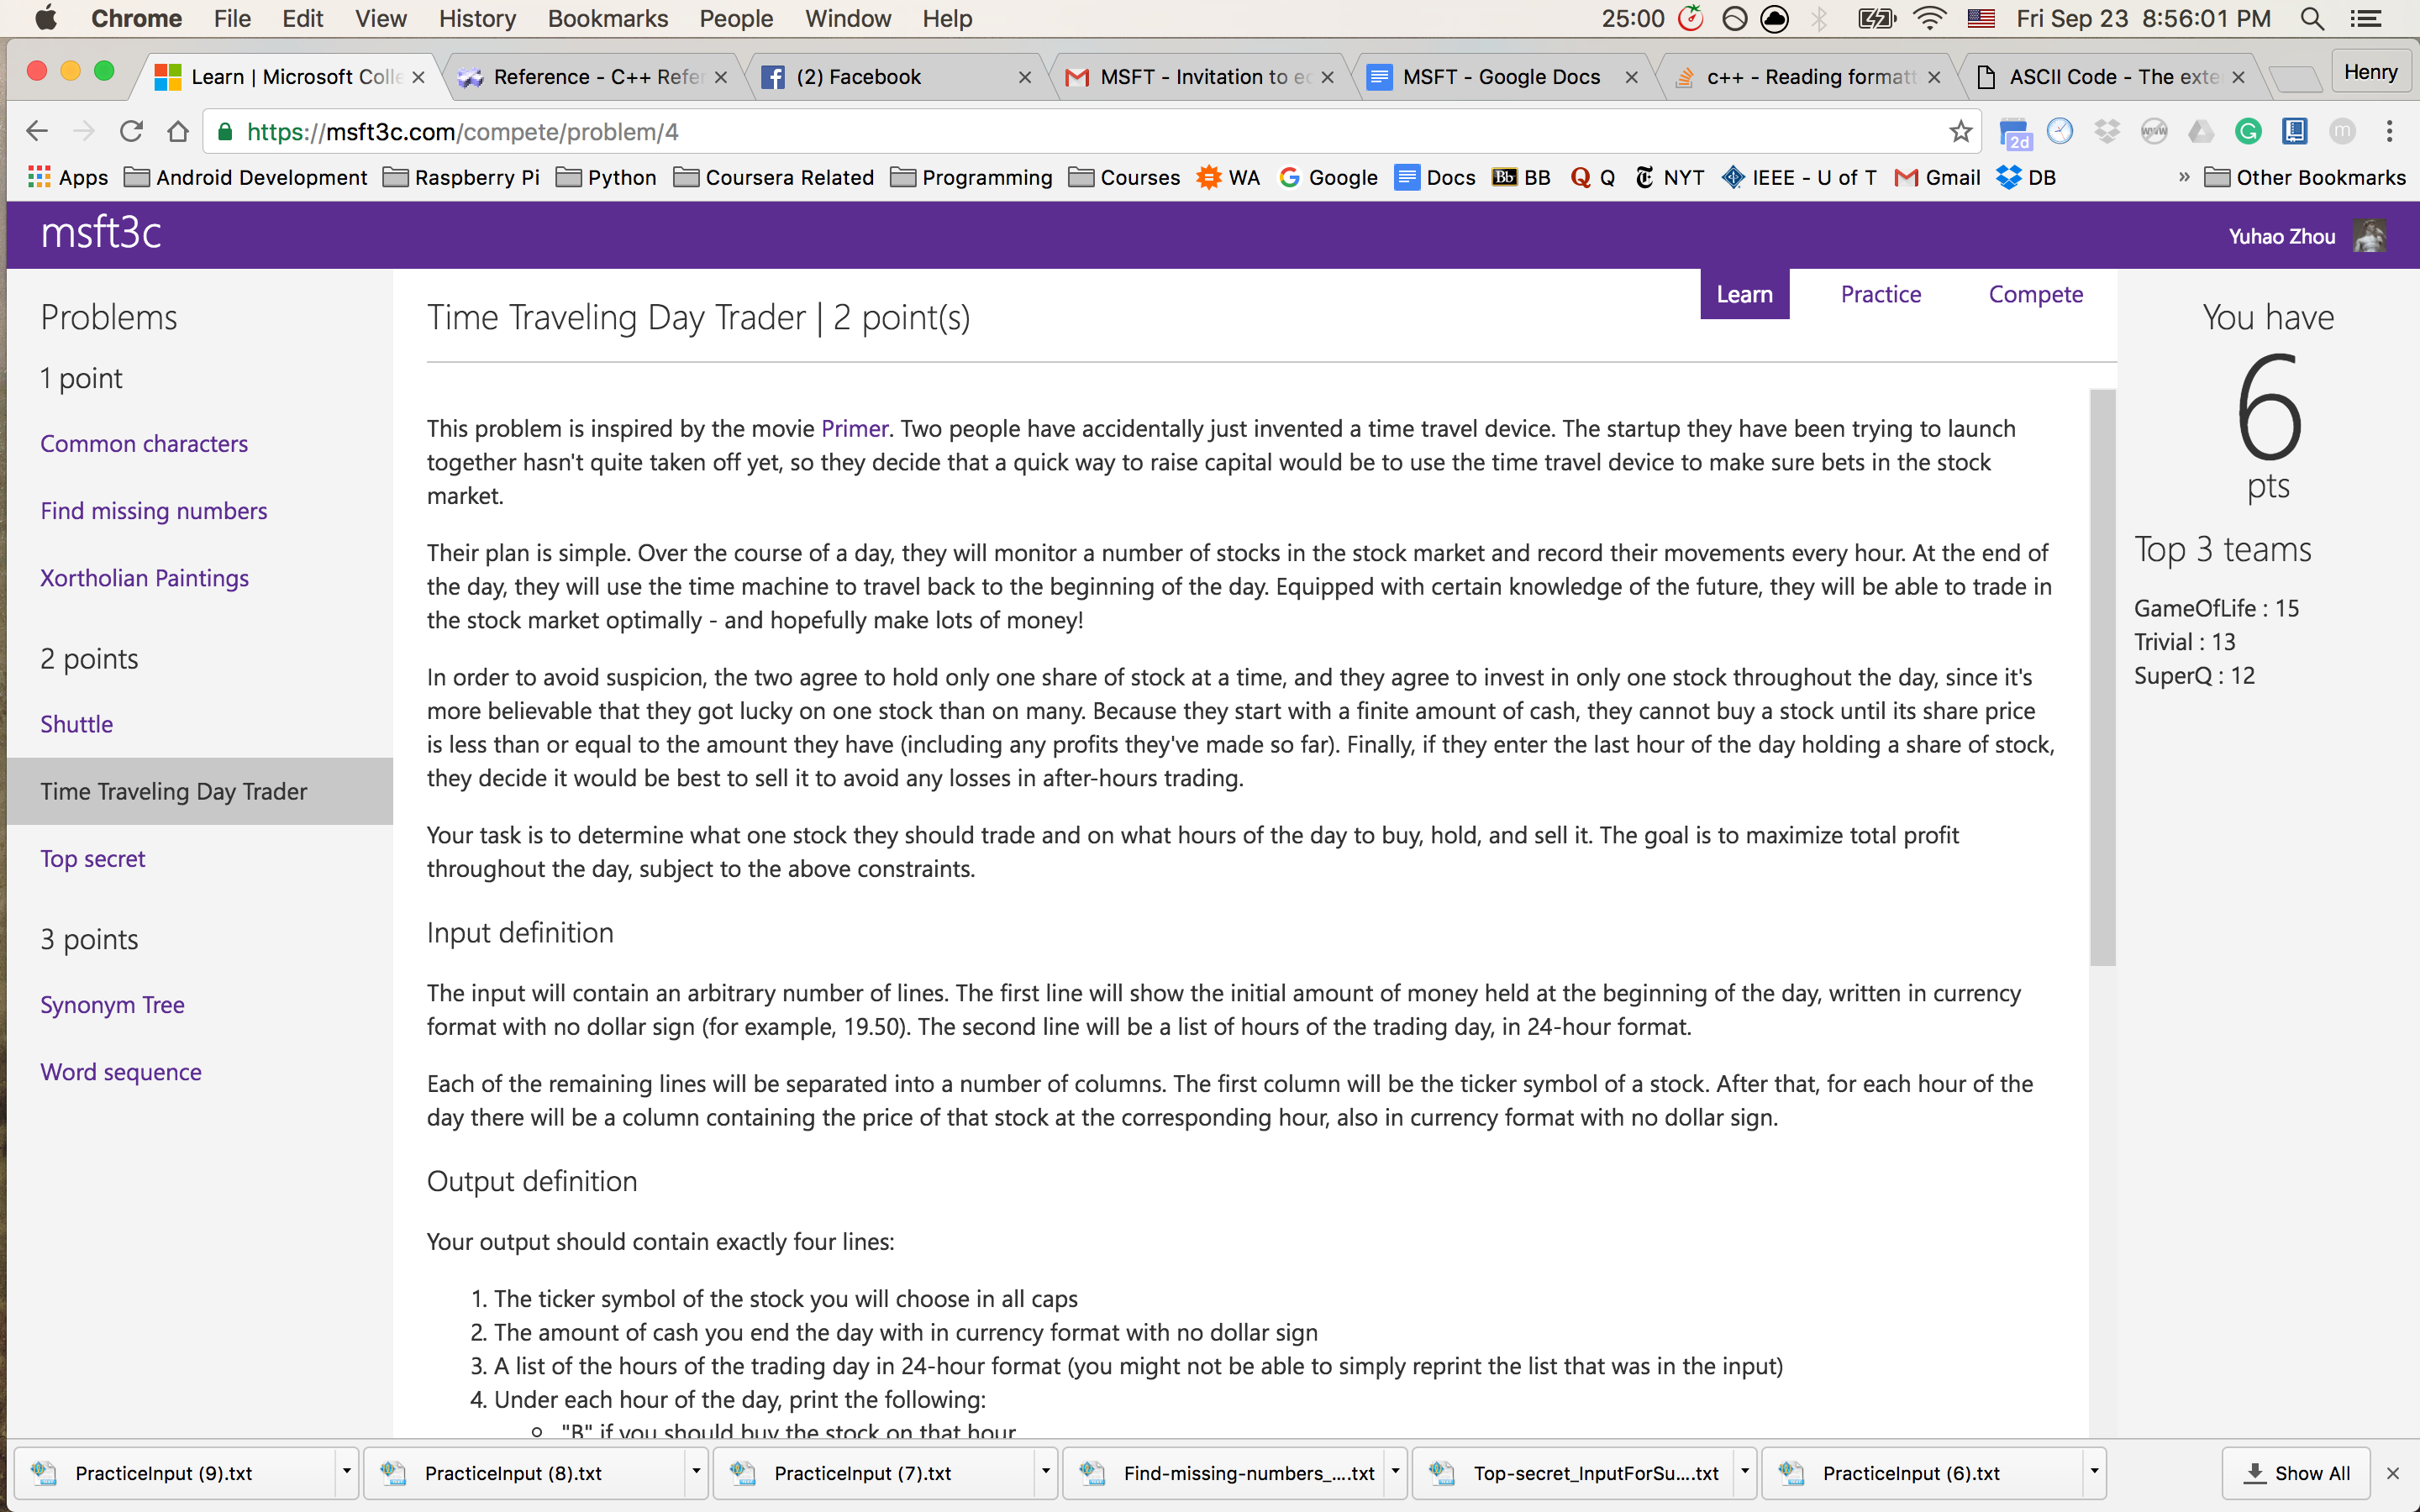 Chrome File Edit View History Bookmarks People Window Help 25:00 Fri Sep 23 8:56:01 PM
Learn | Microsoft Colle Reference - C++ Refer (2) Facebook MSFT - Invitation to ed MSFT - Google Docs c++ - Reading formatt ASCII Code - The exte Henry
https://msft3c.com/compete/problem/4 2d www m
Apps Android Development Raspberry Pi Python Coursera Related Programming Courses WA Google Docs Bb BB Q Q NYT IEEE - U of T Gmail DB » Other Bookmarks
msft3c Yuhao Zhou
Problems
1 point
Common characters
Find missing numbers
Xortholian Paintings
2 points
Shuttle
Time Traveling Day Trader
Top secret
3 points
Synonym Tree
Word sequence
Learn Practice Compete
Time Traveling Day Trader | 2 point(s)
This problem is inspired by the movie Primer. Two people have accidentally just invented a time travel device. The startup they have been trying to launch
together hasn't quite taken off yet, so they decide that a quick way to raise capital would be to use the time travel device to make sure bets in the stock
market.
Their plan is simple. Over the course of a day, they will monitor a number of stocks in the stock market and record their movements every hour. At the end of
the day, they will use the time machine to travel back to the beginning of the day. Equipped with certain knowledge of the future, they will be able to trade in
the stock market optimally - and hopefully make lots of money!
In order to avoid suspicion, the two agree to hold only one share of stock at a time, and they agree to invest in only one stock throughout the day, since it's
more believable that they got lucky on one stock than on many. Because they start with a finite amount of cash, they cannot buy a stock until its share price
is less than or equal to the amount they have (including any profits they've made so far). Finally, if they enter the last hour of the day holding a share of stock,
they decide it would be best to sell it to avoid any losses in after-hours trading.
Your task is to determine what one stock they should trade and on what hours of the day to buy, hold, and sell it. The goal is to maximize total profit
throughout the day, subject to the above constraints.
Input definition
The input will contain an arbitrary number of lines. The first line will show the initial amount of money held at the beginning of the day, written in currency
format with no dollar sign (for example, 19.50). The second line will be a list of hours of the trading day, in 24-hour format.
Each of the remaining lines will be separated into a number of columns. The first column will be the ticker symbol of a stock. After that, for each hour of the
day there will be a column containing the price of that stock at the corresponding hour, also in currency format with no dollar sign.
Output definition
Your output should contain exactly four lines:
1. The ticker symbol of the stock you will choose in all caps
2. The amount of cash you end the day with in currency format with no dollar sign
3. A list of the hours of the trading day in 24-hour format (you might not be able to simply reprint the list that was in the input)
4. Under each hour of the day, print the following:
"B" if you should buy the stock on that hour
You have
6
pts
Top 3 teams
GameOfLife : 15
Trivial : 13
SuperQ : 12
PracticeInput (9).txt PracticeInput (8).txt PracticeInput (7).txt Find-missing-numbers_....txt Top-secret_InputForSu....txt PracticeInput (6).txt Show All